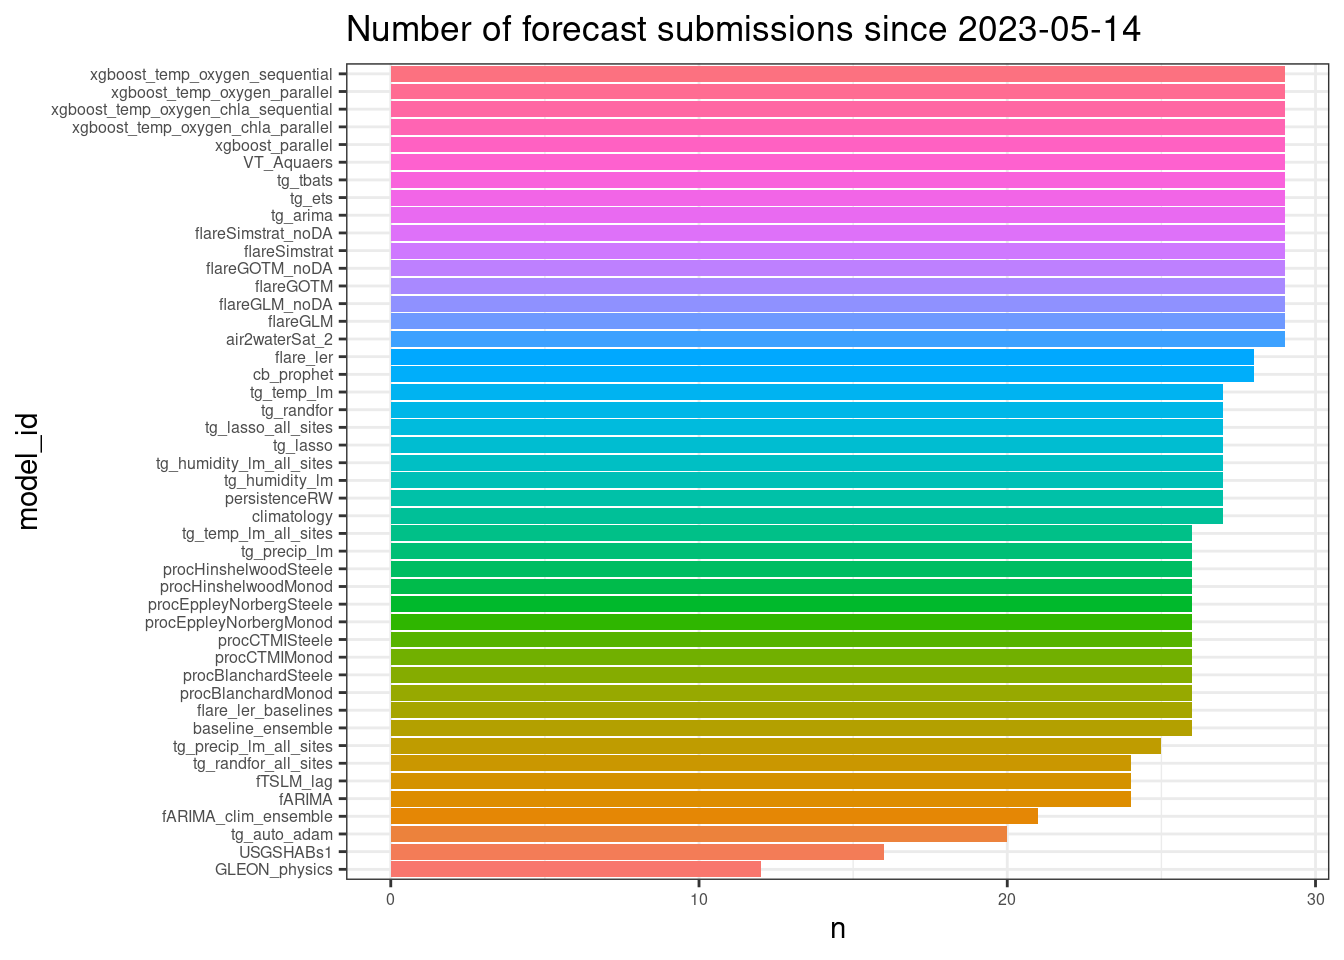 Number of forecast submissions since 2023-05-14
xgboost_temp_oxygen_sequential
xgboost_temp_oxygen_parallel
xgboost_temp_oxygen_chla_sequential
xgboost_temp_oxygen_chla_parallel
xgboost_parallel
VT_Aquaers
tg_tbats
tg_ets
tg_arima
flareSimstrat_noDA
flareSimstrat
flareGOTM_noDA
flareGOTM
flareGLM_noDA
flareGLM
air2waterSat_2
flare_ler
cb_prophet
tg_temp_lm
tg_randfor
tg_lasso_all_sites
tg_lasso
tg_humidity_lm_all_sites
tg_humidity_lm
persistenceRW
climatology
tg_temp_lm_all_sites
tg_precip_lm
procHinshelwoodSteele
procHinshelwoodMonod
procEppleyNorbergSteele
procEppleyNorbergMonod
procCTMISteele
procCTMIMonod
procBlanchardSteele
procBlanchardMonod
flare_ler_baselines
baseline_ensemble
tg_precip_lm_all_sites
tg_randfor_all_sites
fTSLM_lag
fARIMA
fARIMA_clim_ensemble
tg_auto_adam
USGSHABs1
GLEON_physics
model_id
0 10 20 30
n